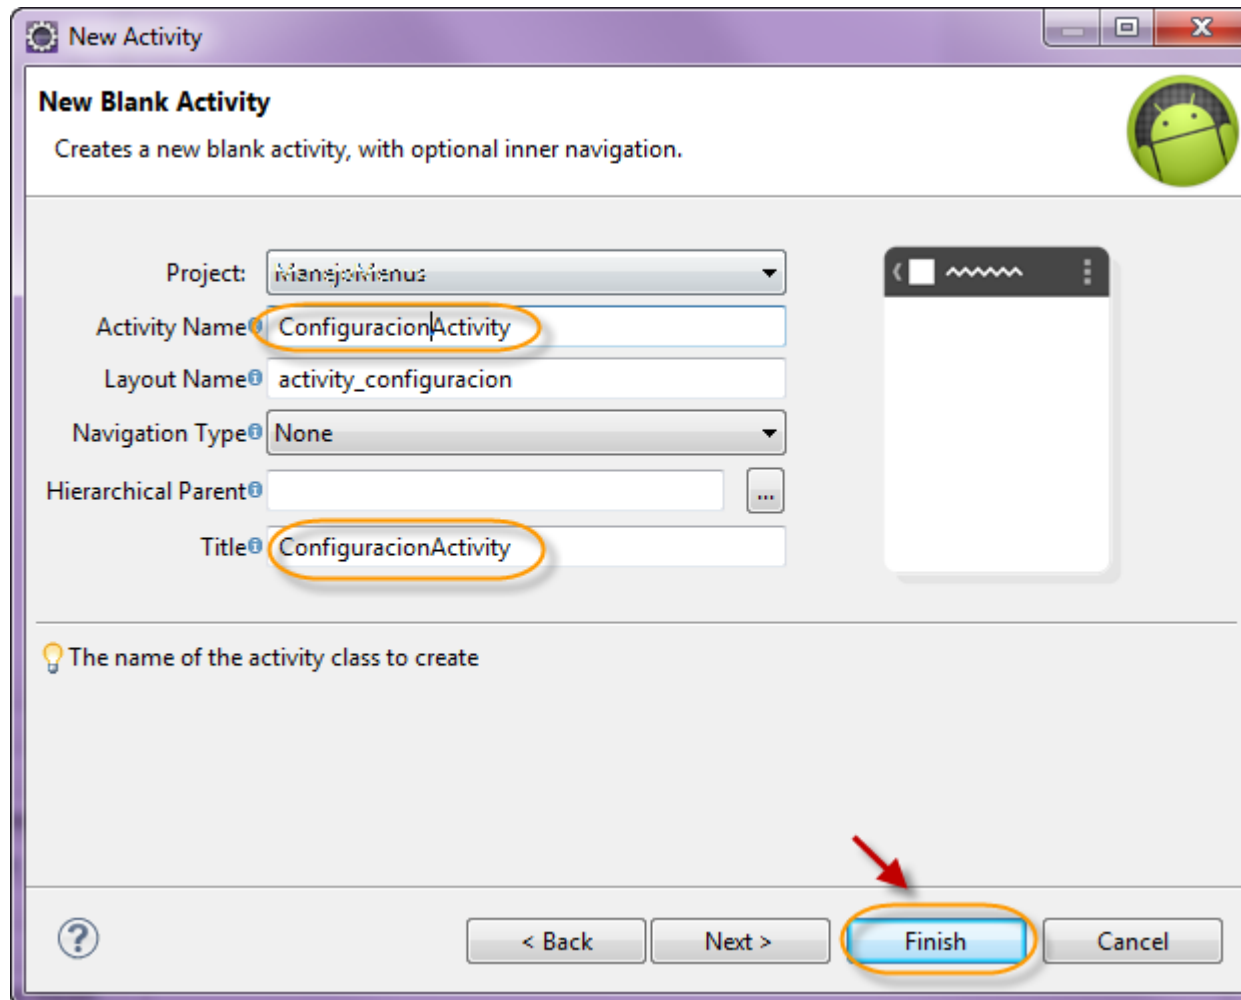 New Activity
New Blank Activity
Creates a new blank activity, with optional inner navigation.
Project: ManejoMenus
Activity Name ConfiguracionActivity
Layout Name activity_configuracion
Navigation Type None
Hierarchical Parent ...
Title ConfiguracionActivity
The name of the activity class to create
? < Back Next > Finish Cancel